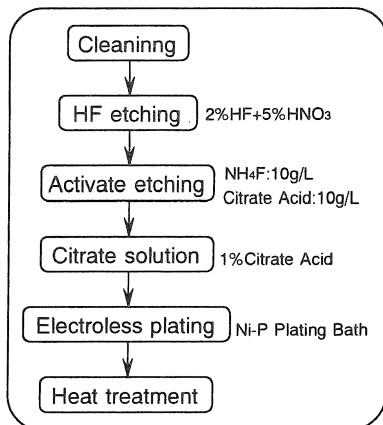 Cleaninng
HF etching 2%HF+5%HNO₃
Activate etching NH₄F:10g/L
Citrate Acid:10g/L
Citrate solution 1%Citrate Acid
Electroless plating Ni-P Plating Bath
Heat treatment